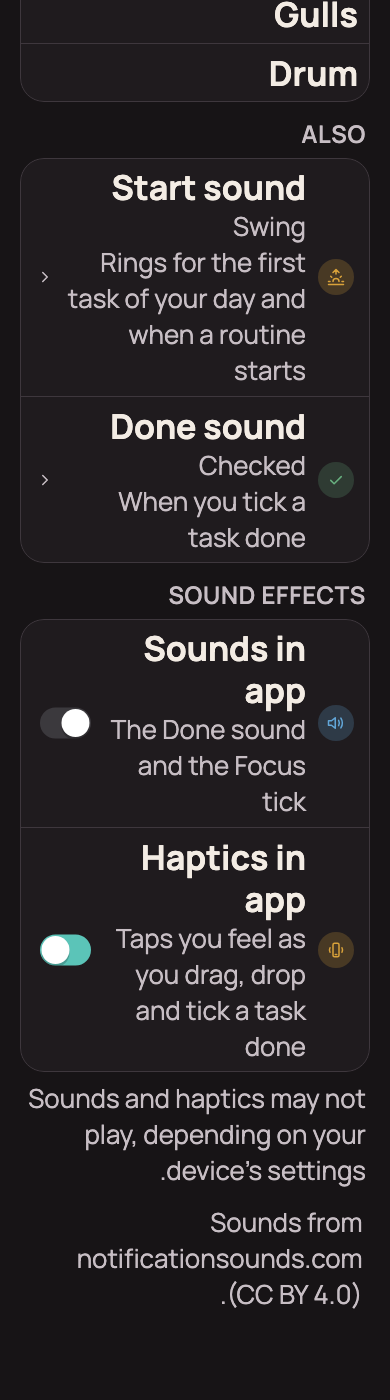 Gulls
Drum
ALSO
Start sound
Swing
Rings for the first
task of your day and
when a routine
starts
Done sound
Checked
When you tick a
task done
SOUND EFFECTS
Sounds in
app
The Done sound
and the Focus
tick
Haptics in
app
Taps you feel as
you drag, drop
and tick a task
done
Sounds and haptics may not
play, depending on your
.device's settings
Sounds from
notificationsounds.com
.(CC BY 4.0)